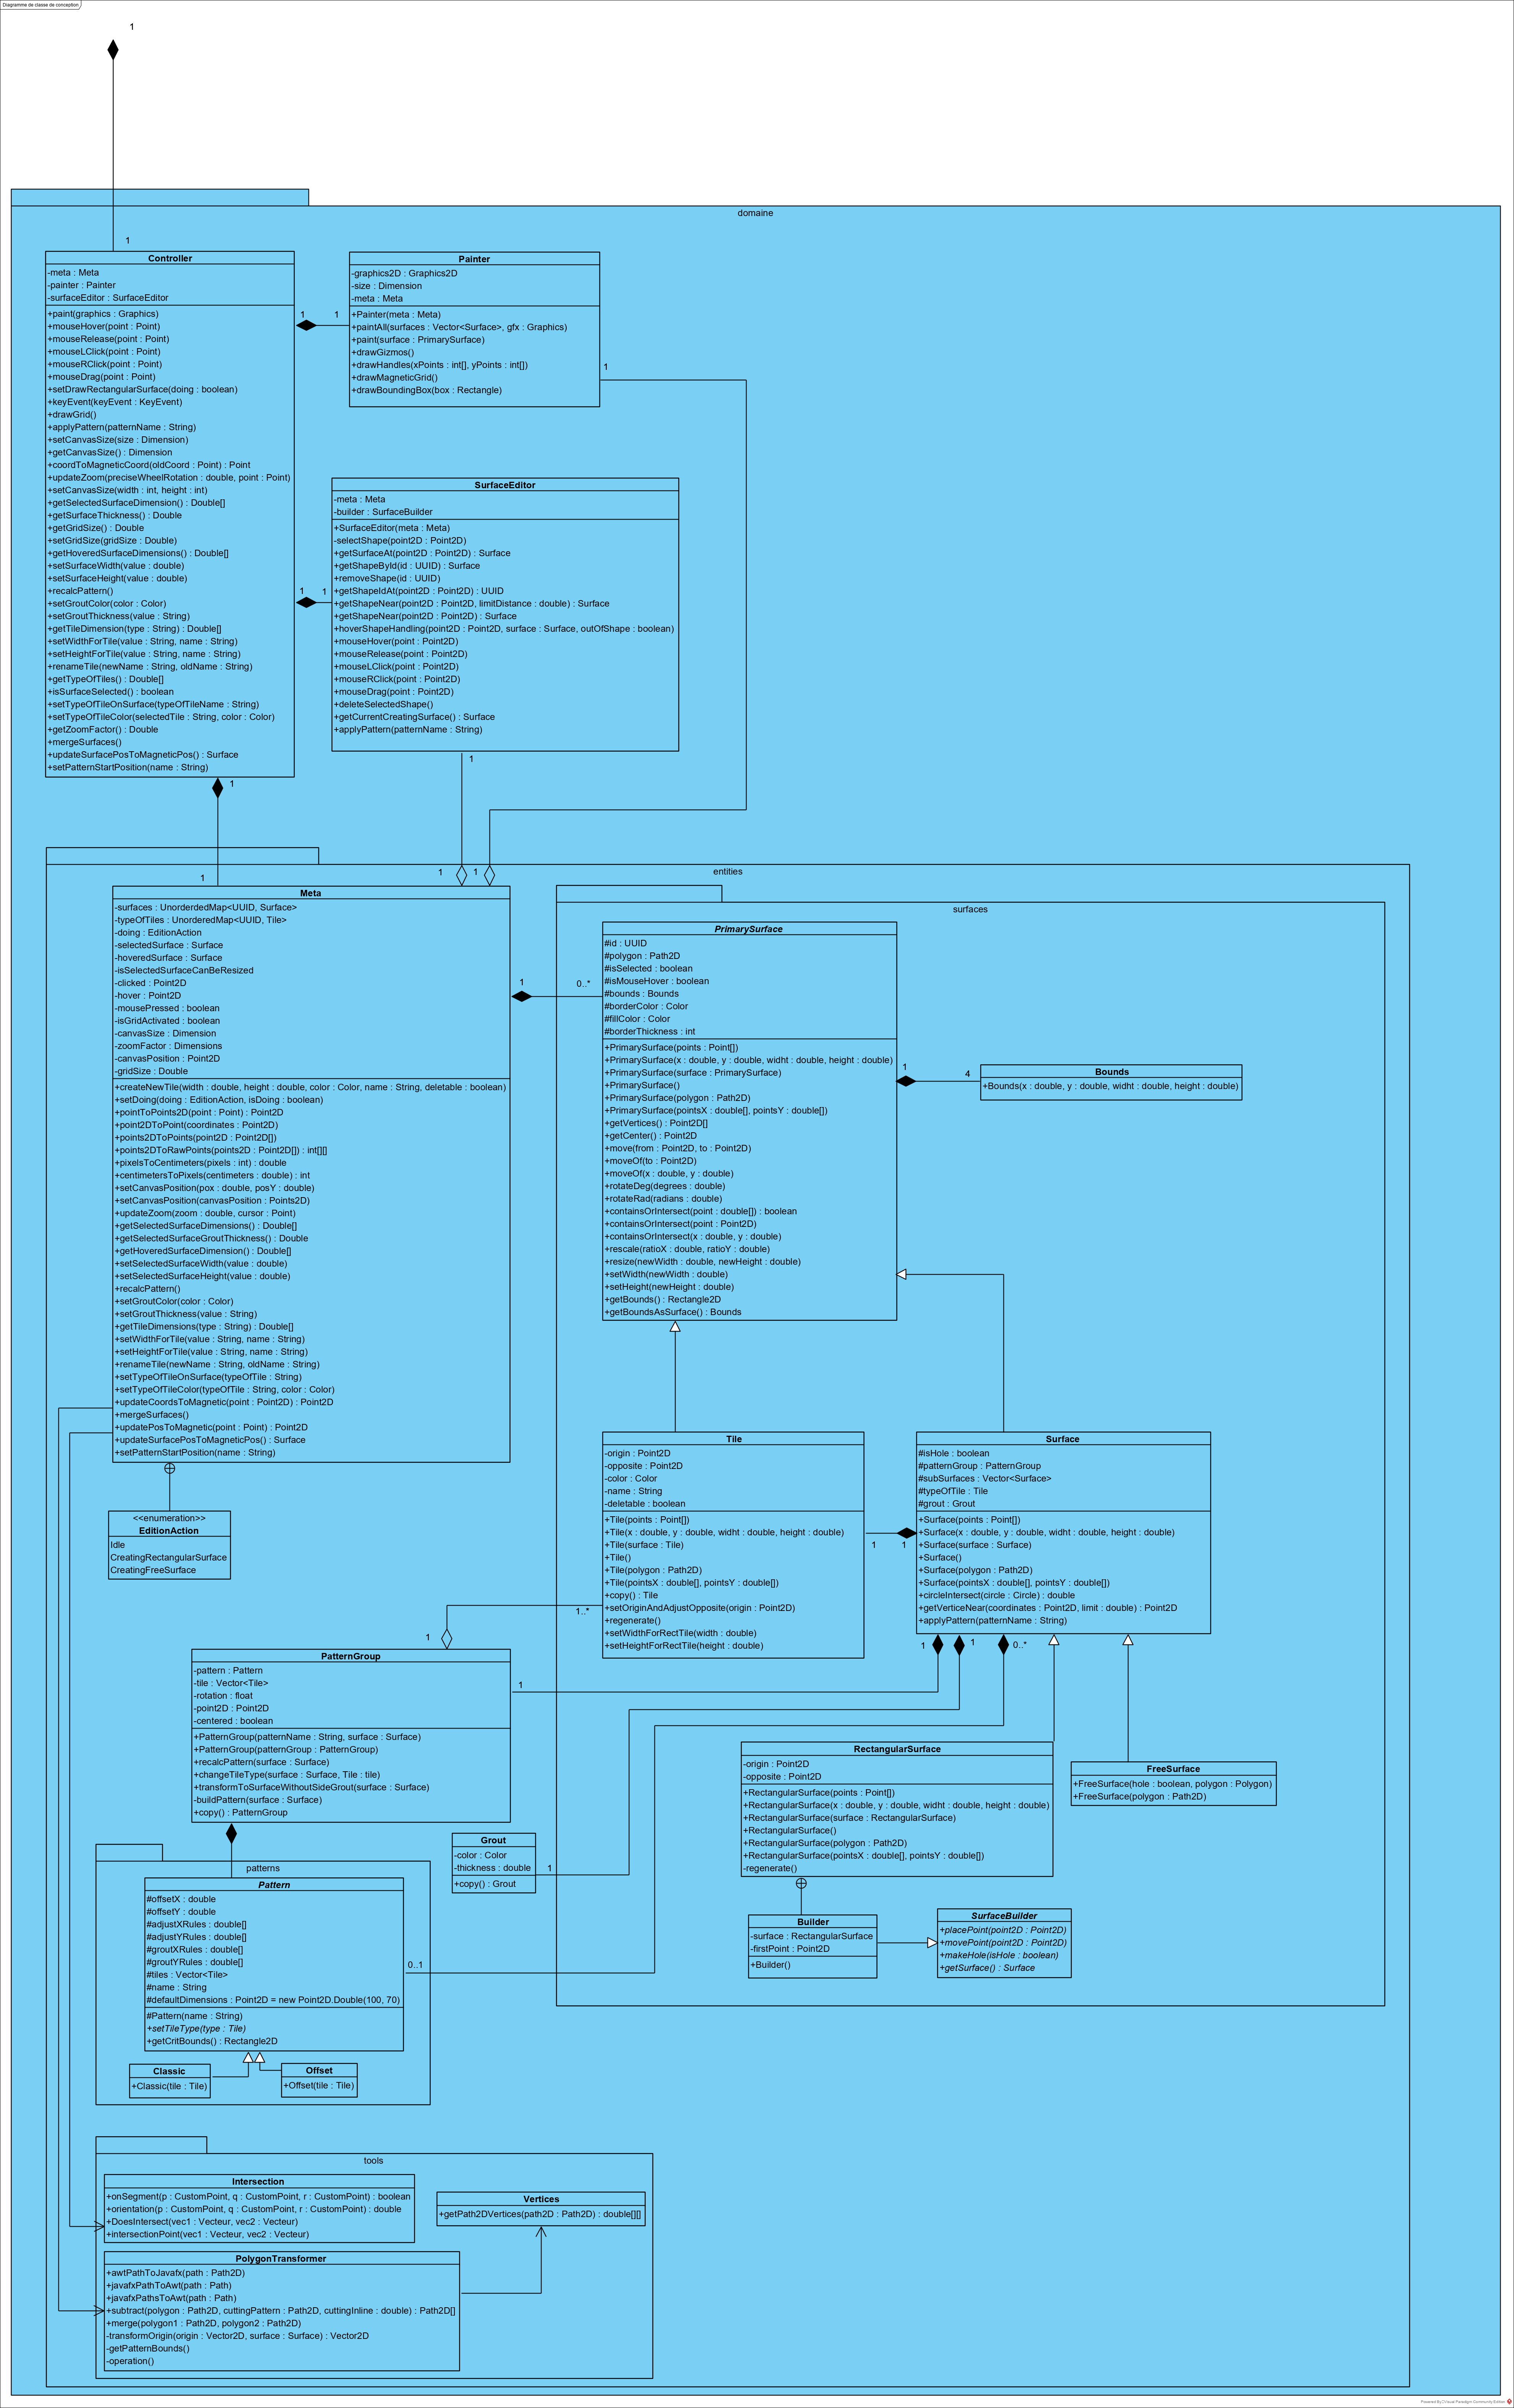 Diagramme de classe de conception
1
domaine
1
Controller
-meta : Meta
-painter : Painter
-surfaceEditor : SurfaceEditor
+paint(graphics : Graphics)
+mouseHover(point : Point)
+mouseRelease(point : Point)
+mouseLClick(point : Point)
+mouseRClick(point : Point)
+mouseDrag(point : Point)
+setDrawRectangularSurface(doing : boolean)
+keyEvent(keyEvent : KeyEvent)
+drawGrid()
+applyPattern(patternName : String)
+setCanvasSize(size : Dimension)
+getCanvasSize() : Dimension
+coordToMagneticCoord(oldCoord : Point) : Point
+updateZoom(preciseWheelRotation : double, point : Point)
+setCanvasSize(width : int, height : int)
+getSelectedSurfaceDimension() : Double[]
+getSurfaceThickness() : Double
+getGridSize() : Double
+setGridSize(gridSize : Double)
+getHoveredSurfaceDimensions() : Double[]
+setSurfaceWidth(value : double)
+setSurfaceHeight(value : double)
+recalcPattern()
+setGroutColor(color : Color)
+setGroutThickness(value : String)
+getTileDimension(type : String) : Double[]
+setWidthForTile(value : String, name : String)
+setHeightForTile(value : String, name : String)
+renameTile(newName : String, oldName : String)
+getTypeOfTiles() : Double[]
+isSurfaceSelected() : boolean
+setTypeOfTileOnSurface(typeOfTileName : String)
+setTypeOfTileColor(selectedTile : String, color : Color)
+getZoomFactor() : Double
+mergeSurfaces()
+updateSurfacePosToMagneticPos() : Surface
+setPatternStartPosition(name : String)
1
1
Painter
-graphics2D : Graphics2D
-size : Dimension
-meta : Meta
+Painter(meta : Meta)
+paintAll(surfaces : Vector<Surface>, gfx : Graphics)
+paint(surface : PrimarySurface)
+drawGizmos()
+drawHandles(xPoints : int[], yPoints : int[])
+drawMagneticGrid()
+drawBoundingBox(box : Rectangle)
1
1
1
SurfaceEditor
-meta : Meta
-builder : SurfaceBuilder
+SurfaceEditor(meta : Meta)
-selectShape(point2D : Point2D)
+getSurfaceAt(point2D : Point2D) : Surface
+getShapeById(id : UUID) : Surface
+removeShape(id : UUID)
+getShapeIdAt(point2D : Point2D) : UUID
+getShapeNear(point2D : Point2D, limitDistance : double) : Surface
+getShapeNear(point2D : Point2D) : Surface
+hoverShapeHandling(point2D : Point2D, surface : Surface, outOfShape : boolean)
+mouseHover(point : Point2D)
+mouseRelease(point : Point2D)
+mouseLClick(point : Point2D)
+mouseRClick(point : Point2D)
+mouseDrag(point : Point2D)
+deleteSelectedShape()
+getCurrentCreatingSurface() : Surface
+applyPattern(patternName : String)
1
1
1
1
1
entities
Meta
-surfaces : UnorderdedMap<UUID, Surface>
-typeOfTiles : UnorderedMap<UUID, Tile>
-doing : EditionAction
-selectedSurface : Surface
-hoveredSurface : Surface
-isSelectedSurfaceCanBeResized
-clicked : Point2D
-hover : Point2D
-mousePressed : boolean
-isGridActivated : boolean
-canvasSize : Dimension
-zoomFactor : Dimensions
-canvasPosition : Point2D
-gridSize : Double
+createNewTile(width : double, height : double, color : Color, name : String, deletable : boolean)
+setDoing(doing : EditionAction, isDoing : boolean)
+pointToPoints2D(point : Point) : Point2D
+point2DToPoint(coordinates : Point2D)
+points2DToPoints(point2D : Point2D[])
+points2DToRawPoints(points2D : Point2D[]) : int[][]
+pixelsToCentimeters(pixels : int) : double
+centimetersToPixels(centimeters : double) : int
+setCanvasPosition(pox : double, posY : double)
+setCanvasPosition(canvasPosition : Points2D)
+updateZoom(zoom : double, cursor : Point)
+getSelectedSurfaceDimensions() : Double[]
+getSelectedSurfaceGroutThickness() : Double
+getHoveredSurfaceDimension() : Double[]
+setSelectedSurfaceWidth(value : double)
+setSelectedSurfaceHeight(value : double)
+recalcPattern()
+setGroutColor(color : Color)
+setGroutThickness(value : String)
+getTileDimensions(type : String) : Double[]
+setWidthForTile(value : String, name : String)
+setHeightForTile(value : String, name : String)
+renameTile(newName : String, oldName : String)
+setTypeOfTileOnSurface(typeOfTile : String)
+setTypeOfTileColor(typeOfTile : String, color : Color)
+updateCoordsToMagnetic(point : Point2D) : Point2D
+mergeSurfaces()
+updatePosToMagnetic(point : Point) : Point2D
+updateSurfacePosToMagneticPos() : Surface
+setPatternStartPosition(name : String)
<<enumeration>>
EditionAction
Idle
CreatingRectangularSurface
CreatingFreeSurface
surfaces
1
0..*
PrimarySurface
#id : UUID
#polygon : Path2D
#isSelected : boolean
#isMouseHover : boolean
#bounds : Bounds
#borderColor : Color
#fillColor : Color
#borderThickness : int
+PrimarySurface(points : Point[])
+PrimarySurface(x : double, y : double, widht : double, height : double)
+PrimarySurface(surface : PrimarySurface)
+PrimarySurface()
+PrimarySurface(polygon : Path2D)
+PrimarySurface(pointsX : double[], pointsY : double[])
+getVertices() : Point2D[]
+getCenter() : Point2D
+move(from : Point2D, to : Point2D)
+moveOf(to : Point2D)
+moveOf(x : double, y : double)
+rotateDeg(degrees : double)
+rotateRad(radians : double)
+containsOrIntersect(point : double[]) : boolean
+containsOrIntersect(point : Point2D)
+containsOrIntersect(x : double, y : double)
+rescale(ratioX : double, ratioY : double)
+resize(newWidth : double, newHeight : double)
+setWidth(newWidth : double)
+setHeight(newHeight : double)
+getBounds() : Rectangle2D
+getBoundsAsSurface() : Bounds
1
4
Bounds
+Bounds(x : double, y : double, widht : double, height : double)
Tile
-origin : Point2D
-opposite : Point2D
-color : Color
-name : String
-deletable : boolean
+Tile(points : Point[])
+Tile(x : double, y : double, widht : double, height : double)
+Tile(surface : Tile)
+Tile()
+Tile(polygon : Path2D)
+Tile(pointsX : double[], pointsY : double[])
+copy() : Tile
+setOriginAndAdjustOpposite(origin : Point2D)
+regenerate()
+setWidthForRectTile(width : double)
+setHeightForRectTile(height : double)
1
1
Surface
#isHole : boolean
#patternGroup : PatternGroup
#subSurfaces : Vector<Surface>
#typeOfTile : Tile
#grout : Grout
+Surface(points : Point[])
+Surface(x : double, y : double, widht : double, height : double)
+Surface(surface : Surface)
+Surface()
+Surface(polygon : Path2D)
+Surface(pointsX : double[], pointsY : double[])
+circleIntersect(circle : Circle) : double
+getVerticeNear(coordinates : Point2D, limit : double) : Point2D
+applyPattern(patternName : String)
1..*
1
1
1
0..*
1
PatternGroup
-pattern : Pattern
-tile : Vector<Tile>
-rotation : float
-point2D : Point2D
-centered : boolean
+PatternGroup(patternName : String, surface : Surface)
+PatternGroup(patternGroup : PatternGroup)
+recalcPattern(surface : Surface)
+changeTileType(surface : Surface, Tile : tile)
+transformToSurfaceWithoutSideGrout(surface : Surface)
-buildPattern(surface : Surface)
+copy() : PatternGroup
RectangularSurface
-origin : Point2D
-opposite : Point2D
+RectangularSurface(points : Point[])
+RectangularSurface(x : double, y : double, widht : double, height : double)
+RectangularSurface(surface : RectangularSurface)
+RectangularSurface()
+RectangularSurface(polygon : Path2D)
+RectangularSurface(pointsX : double[], pointsY : double[])
-regenerate()
FreeSurface
+FreeSurface(hole : boolean, polygon : Polygon)
+FreeSurface(polygon : Path2D)
Grout
-color : Color
-thickness : double
+copy() : Grout
1
Builder
-surface : RectangularSurface
-firstPoint : Point2D
+Builder()
SurfaceBuilder
+placePoint(point2D : Point2D)
+movePoint(point2D : Point2D)
+makeHole(isHole : boolean)
+getSurface() : Surface
patterns
Pattern
#offsetX : double
#offsetY : double
#adjustXRules : double[]
#adjustYRules : double[]
#groutXRules : double[]
#groutYRules : double[]
#tiles : Vector<Tile>
#name : String
#defaultDimensions : Point2D = new Point2D.Double(100, 70)
#Pattern(name : String)
+setTileType(type : Tile)
+getCritBounds() : Rectangle2D
0..1
Classic
+Classic(tile : Tile)
Offset
+Offset(tile : Tile)
tools
Intersection
+onSegment(p : CustomPoint, q : CustomPoint, r : CustomPoint) : boolean
+orientation(p : CustomPoint, q : CustomPoint, r : CustomPoint) : double
+DoesIntersect(vec1 : Vecteur, vec2 : Vecteur)
+intersectionPoint(vec1 : Vecteur, vec2 : Vecteur)
Vertices
+getPath2DVertices(path2D : Path2D) : double[][]
PolygonTransformer
+awtPathToJavafx(path : Path2D)
+javafxPathToAwt(path : Path)
+javafxPathsToAwt(path : Path)
+subtract(polygon : Path2D, cuttingPattern : Path2D, cuttingInline : double) : Path2D[]
+merge(polygon1 : Path2D, polygon2 : Path2D)
-transformOrigin(origin : Vector2D, surface : Surface) : Vector2D
-getPatternBounds()
-operation()
Powered By Visual Paradigm Community Edition